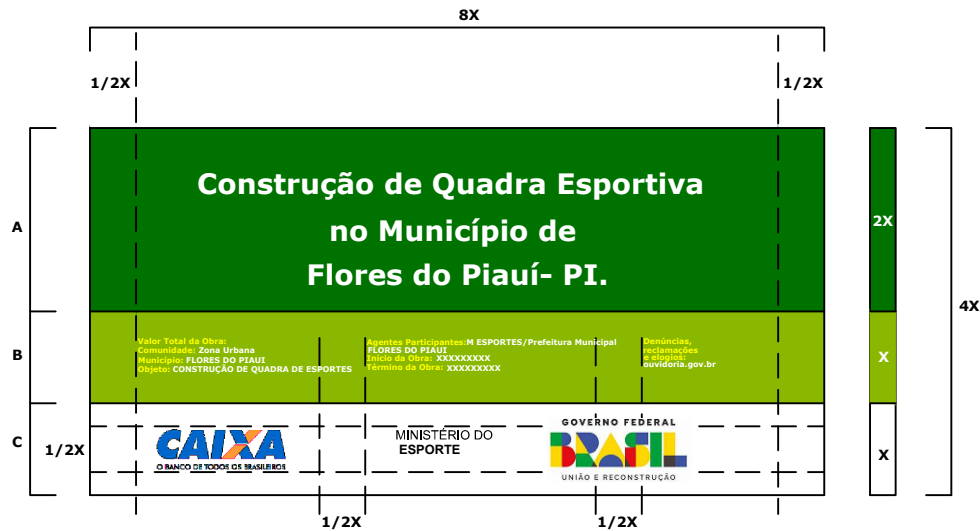 8X
1/2X
1/2X
A
Construção de Quadra Esportiva
no Município de
Flores do Piauí- PI.
2X
4X
B
Valor Total da Obra:
Comunidade: Zona Urbana
Município: FLORES DO PIAUI
Objeto: CONSTRUÇÃO DE QUADRA DE ESPORTES
Agentes Participantes:M ESPORTES/Prefeitura Municipal
FLORES DO PIAUI
Início da Obra: XXXXXXXXX
Término da Obra: XXXXXXXXX
Denúncias,
reclamações
e elogios:
ouvidoria.gov.br
X
C
1/2X
CAIXA
O BANCO DE TODOS OS BRASILEIROS
MINISTÉRIO DO
ESPORTE
GOVERNO FEDERAL
BRASIL
UNIÃO E RECONSTRUÇÃO
X
1/2X
1/2X